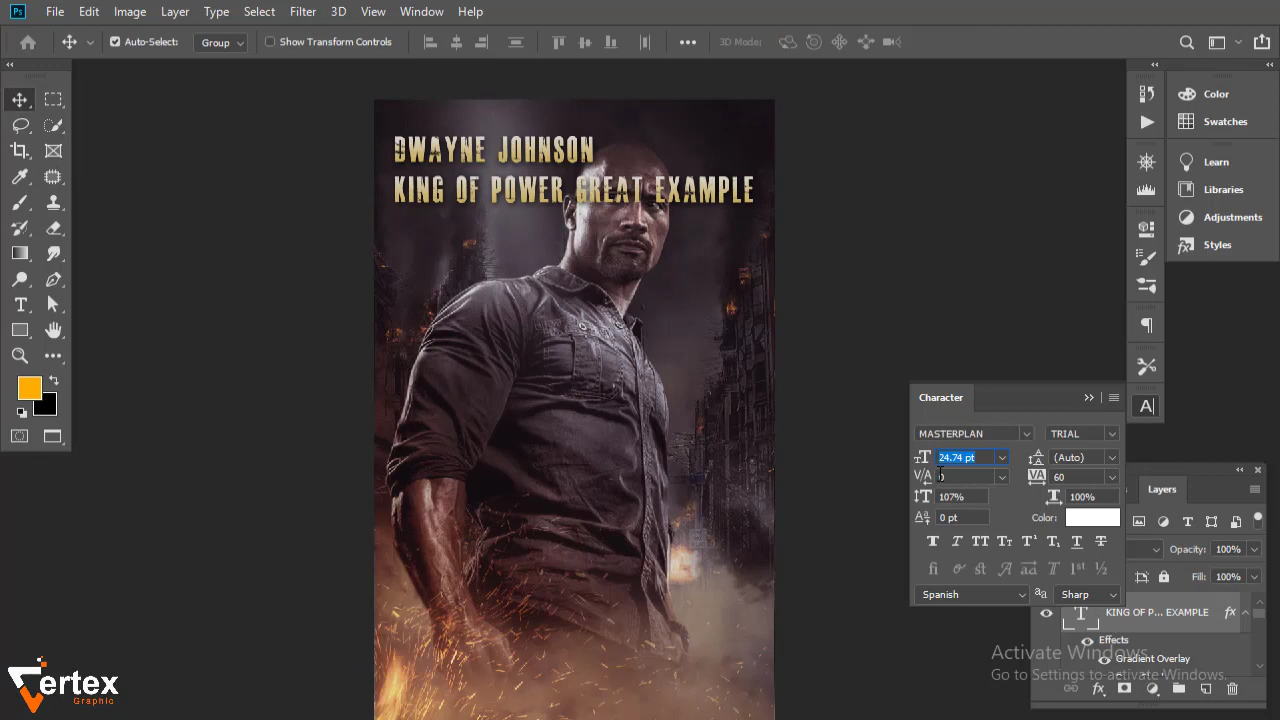 Ps File Edit Image Layer Type Select Filter 3D View Window Help
Auto-Select: Group Show Transform Controls 3D Mode:
Color
Swatches
Learn
Libraries
Adjustments
Styles
DWAYNE JOHNSON
KING OF POWER GREAT EXAMPLE
Character
MASTERPLAN TRIAL
24.74 pt (Auto)
0 60
107% 100%
0 pt Color:
Spanish Sharp
Layers
Opacity: 100%
Fill: 100%
KING OF P... EXAMPLE fx
Effects
Gradient Overlay
Activate Windows
Go to Settings to activate Windows.
Vertex
Graphic